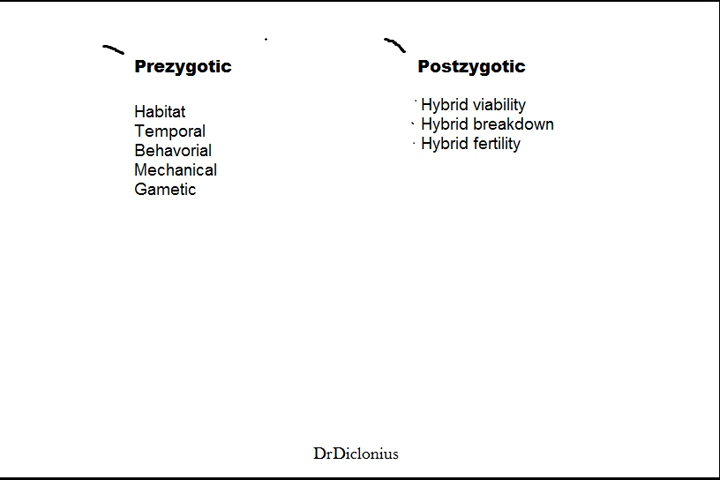 Prezygotic
Habitat
Temporal
Behavorial
Mechanical
Gametic
Postzygotic
Hybrid viability
Hybrid breakdown
Hybrid fertility
DrDiclonius